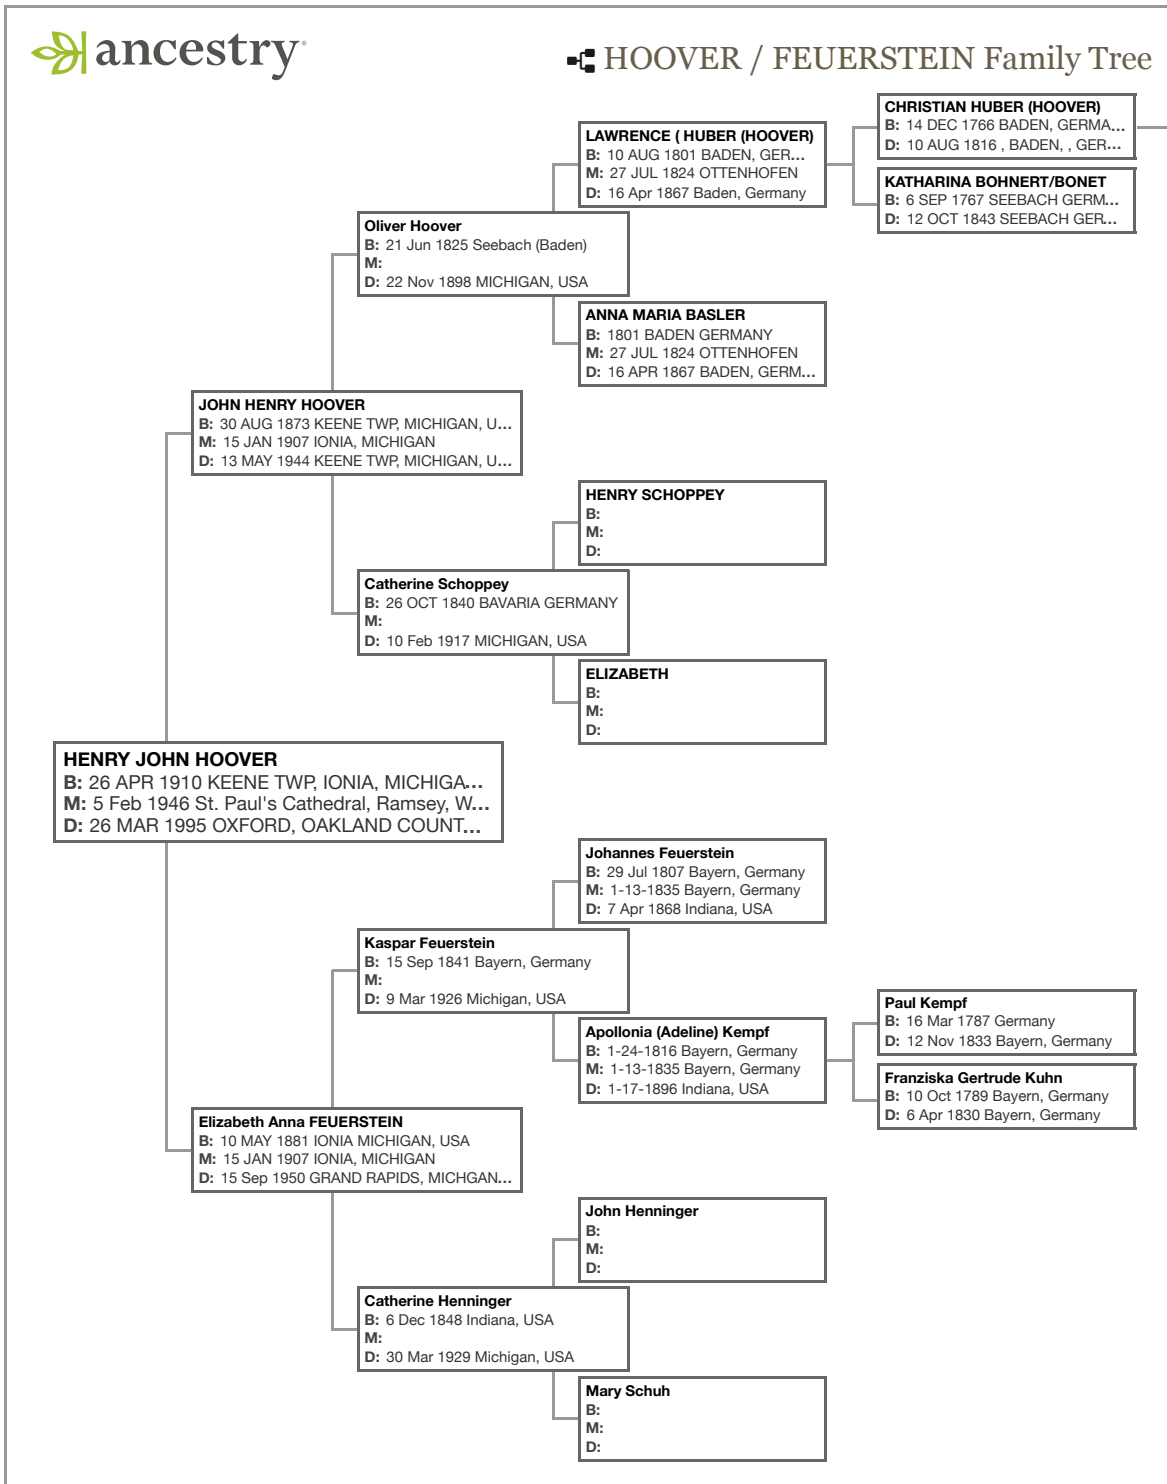 ancestry
HOOVER / FEUERSTEIN Family Tree
CHRISTIAN HUBER (HOOVER)
B: 14 DEC 1766 BADEN, GERMA...
D: 10 AUG 1816 , BADEN, , GER...
LAWRENCE ( HUBER (HOOVER)
B: 10 AUG 1801 BADEN, GER...
M: 27 JUL 1824 OTTENHOFEN
D: 16 Apr 1867 Baden, Germany
KATHARINA BOHNERT/BONET
B: 6 SEP 1767 SEEBACH GERM...
D: 12 OCT 1843 SEEBACH GER...
Oliver Hoover
B: 21 Jun 1825 Seebach (Baden)
M:
D: 22 Nov 1898 MICHIGAN, USA
ANNA MARIA BASLER
B: 1801 BADEN GERMANY
M: 27 JUL 1824 OTTENHOFEN
D: 16 APR 1867 BADEN, GERM...
JOHN HENRY HOOVER
B: 30 AUG 1873 KEENE TWP, MICHIGAN, U...
M: 15 JAN 1907 IONIA, MICHIGAN
D: 13 MAY 1944 KEENE TWP, MICHIGAN, U...
HENRY SCHOPPEY
B:
M:
D:
Catherine Schoppey
B: 26 OCT 1840 BAVARIA GERMANY
M:
D: 10 Feb 1917 MICHIGAN, USA
ELIZABETH
B:
M:
D:
HENRY JOHN HOOVER
B: 26 APR 1910 KEENE TWP, IONIA, MICHIGA...
M: 5 Feb 1946 St. Paul's Cathedral, Ramsey, W...
D: 26 MAR 1995 OXFORD, OAKLAND COUNT...
Johannes Feuerstein
B: 29 Jul 1807 Bayern, Germany
M: 1-13-1835 Bayern, Germany
D: 7 Apr 1868 Indiana, USA
Kaspar Feuerstein
B: 15 Sep 1841 Bayern, Germany
M:
D: 9 Mar 1926 Michigan, USA
Paul Kempf
B: 16 Mar 1787 Germany
D: 12 Nov 1833 Bayern, Germany
Apollonia (Adeline) Kempf
B: 1-24-1816 Bayern, Germany
M: 1-13-1835 Bayern, Germany
D: 1-17-1896 Indiana, USA
Franziska Gertrude Kuhn
B: 10 Oct 1789 Bayern, Germany
D: 6 Apr 1830 Bayern, Germany
Elizabeth Anna FEUERSTEIN
B: 10 MAY 1881 IONIA MICHIGAN, USA
M: 15 JAN 1907 IONIA, MICHIGAN
D: 15 Sep 1950 GRAND RAPIDS, MICHGAN...
John Henninger
B:
M:
D:
Catherine Henninger
B: 6 Dec 1848 Indiana, USA
M:
D: 30 Mar 1929 Michigan, USA
Mary Schuh
B:
M:
D: